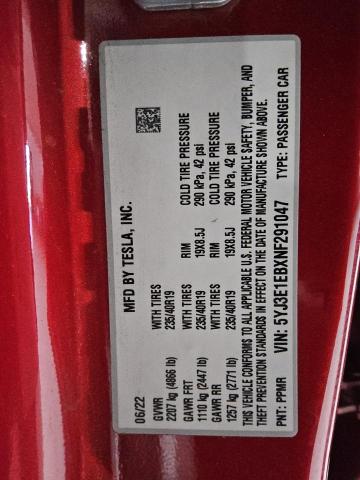 MFD BY TESLA, INC.
06/22
GVWR WITH TIRES RIM COLD TIRE PRESSURE
2207 kg (4866 lb) 235/40R19 19X8.5J 290 kPa, 42 psi
GAWR FRT WITH TIRES RIM COLD TIRE PRESSURE
1110 kg (2447 lb) 235/40R19 19X8.5J 290 kPa, 42 psi
GAWR RR
1257 kg (2771 lb)
THIS VEHICLE CONFORMS TO ALL APPLICABLE U.S. FEDERAL MOTOR VEHICLE SAFETY, BUMPER, AND
THEFT PREVENTION STANDARDS IN EFFECT ON THE DATE OF MANUFACTURE SHOWN ABOVE.
VIN: 5YJ3E1EBXNF291047
PNT: PPMR TYPE: PASSENGER CAR